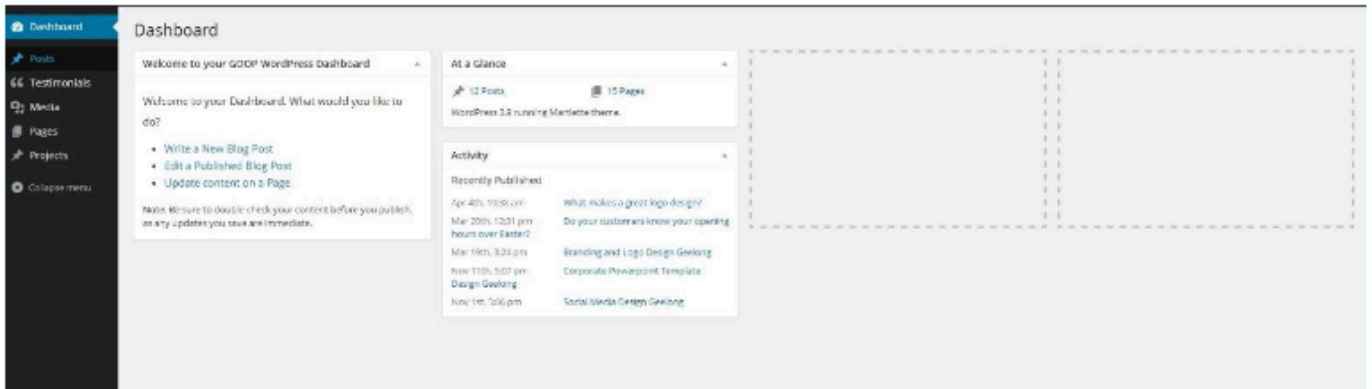 Dashboard
Posts
Testimonials
Media
Pages
Projects
Collapse menu
Dashboard
Welcome to your GOOP WordPress Dashboard
Welcome to your Dashboard. What would you like to
do?
Write a New Blog Post
Edit a Published Blog Post
Update content on a Page
Note: Be sure to double-check your content before you publish,
as any updates you save are immediate.
At a Glance
12 Posts
15 Pages
WordPress 3.9 running theme.
Activity
Recently Published
Apr 4th, am What makes a great logo design?
Mar 20th, 12:31 pm Do your customers know your opening
hours over Easter?
Mar 19th, 3:24 pm Branding and Logo Design Geelong
Nov 11th, 5:07 pm Corporate Powerpoint Template
Design Geelong
Nov 1st, pm Social Media Design Geelong